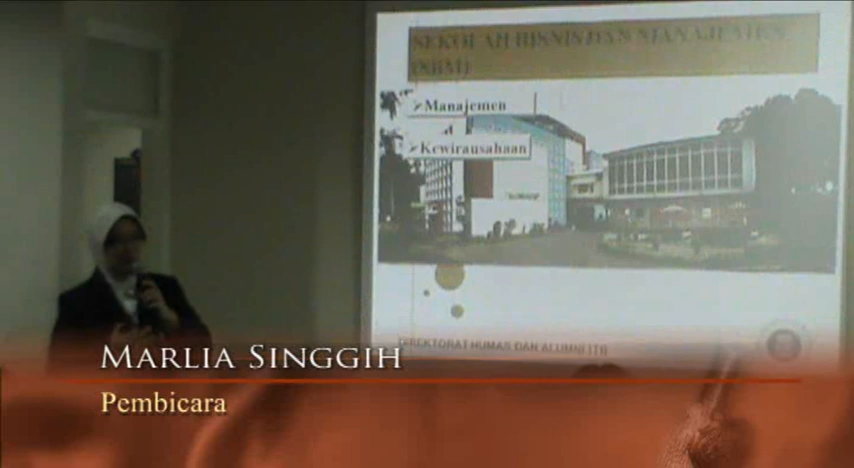 SEKOLAH BISNIS DAN MANAJEMEN
(SBM)
➢Manajemen
➢Kewirausahaan
DIREKTORAT HUMAS DAN ALUMNI ITB
MARLIA SINGGIH
Pembicara